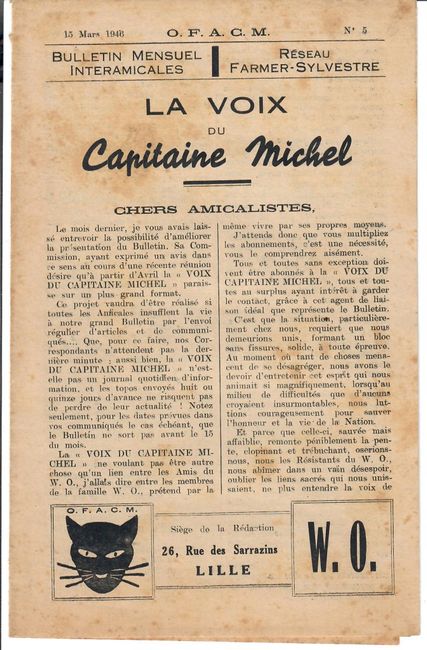 15 Mars 1946 O. F. A. C. M. N° 5
BULLETIN MENSUEL
INTERAMICALES
RÉSEAU
FARMER-SYLVESTRE
LA VOIX
DU
Capitaine Michel
CHERS AMICALISTES,
Le mois dernier, je vous avais lais-
sé entrevoir la possibilité d'améliorer
la présentation du Bulletin. Sa Com-
mission, ayant exprimé un avis dans
ce sens au cours d'une récente réunion
désire qu'à partir d'Avril la « VOIX
DU CAPITAINE MICHEL » parais-
se sur un plus grand format.
Ce projet vaudra d'être réalisé si
toutes les Amicales insufflent la vie
à notre grand Bulletin par l'envoi
régulier d'articles et de communi-
qués.... Que, pour ce faire, nos Cor-
respondants n'attendent pas la der-
nière minute ; aussi bien, la « VOIX
DU CAPITAINE MICHEL » n'est-
elle pas un journal quotidien d'infor-
mation, et les topos envoyés huit ou
quinze jours d'avance ne risquent pas
de perdre de leur actualité ! Notez
seulement, pour les dates prévues dans
vos communiqués le cas échéant, que
le Bulletin ne sort pas avant le 15
du mois.
La « VOIX DU CAPITAINE MI-
CHEL » ne voulant pas être autre
chose qu'un lien entre les Amis du
W. O., j'allais dire entre les membres
de la famille W. O., prétend par la
même vivre par ses propres moyens.
J'attends donc que vous multipliez
les abonnements, c'est une nécessité,
vous le comprendrez aisément.
Tous et toutes sans exception doi-
vent être abonnés à la « VOIX DU
CAPITAINE MICHEL », tous et tou-
tes au surplus ayant intérêt à garder
le contact, grâce à cet agent de liai-
son idéal que représente le Bulletin.
C'est que la situation, particulière-
ment chez nous, requiert que nous
demeurions unis, formant un bloc
sans fissures, solide, à toute épreuve.
Au moment où tant de choses mena-
cent de se désagréger, nous avons le
devoir d'entretenir cet esprit qui nous
animait si magnifiquement, lorsqu'au
milieu de difficultés que d'aucuns
croyaient insurmontables, nous lut-
tions courageusement pour sauver
l'honneur et la vie de la Nation.
Et parce que celle-ci, sauvée mais
affaiblie, remonte péniblement la pen-
te, clopinant et trébuchant, oserions-
nous, nous les Résistants du W. O.,
nous abîmer dans un vain désespoir,
oublier les liens sacrés qui nous unis-
saient, ne plus entendre la voix de
O. F. A. C. M.
Siège de la Rédaction
26, Rue des Sarrazins
LILLE
W. O.